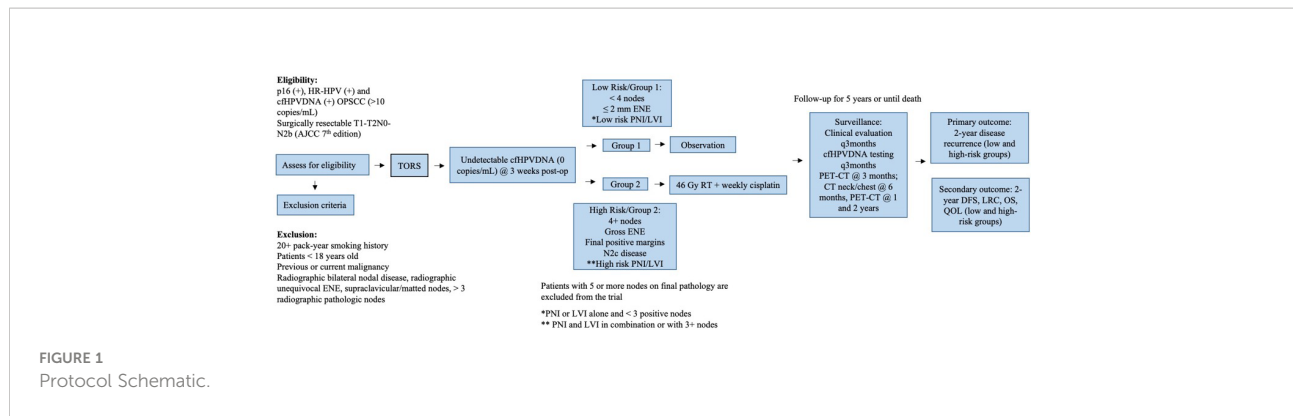 Eligibility:
p16 (+), HR-HPV (+) and
cfHPVDNA (+) OPSCC (>10
copies/mL)
Surgically resectable T1-T2N0-
N2b (AJCC 7th edition)
Assess for eligibility
Exclusion criteria
Exclusion:
20+ pack-year smoking history
Patients < 18 years old
Previous or current malignancy
Radiographic bilateral nodal disease, radiographic
unequivocal ENE, supraclavicular/matted nodes, > 3
radiographic pathologic nodes
TORS
Undetectable cfHPVDNA (0
copies/mL) @ 3 weeks post-op
Low Risk/Group 1:
< 4 nodes
≤ 2 mm ENE
*Low risk PNI/LVI
Group 1
Observation
Group 2
46 Gy RT + weekly cisplatin
High Risk/Group 2:
4+ nodes
Gross ENE
Final positive margins
N2c disease
**High risk PNI/LVI
Patients with 5 or more nodes on final pathology are
excluded from the trial
*PNI or LVI alone and < 3 positive nodes
** PNI and LVI in combination or with 3+ nodes
Follow-up for 5 years or until death
Surveillance:
Clinical evaluation
q3months
cfHPVDNA testing
q3months
PET-CT @ 3 months;
CT neck/chest @ 6
months, PET-CT @ 1
and 2 years
Primary outcome:
2-year disease
recurrence (low and
high-risk groups)
Secondary outcome: 2-
year DFS, LRC, OS,
QOL (low and high-
risk groups)
FIGURE 1
Protocol Schematic.